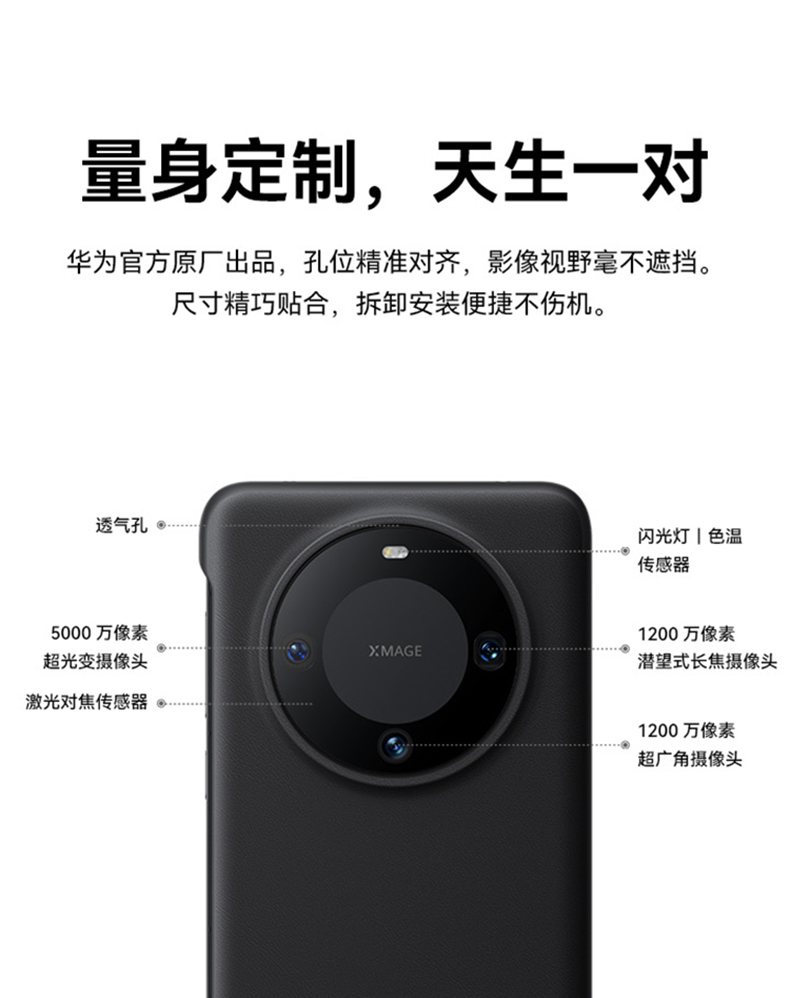 量身定制，天生一对
华为官方原厂出品，孔位精准对齐，影像视野毫不遮挡。
尺寸精巧贴合，拆卸安装便捷不伤机。
透气孔
闪光灯｜色温
传感器
5000 万像素
超光变摄像头
XMAGE
1200 万像素
潜望式长焦摄像头
激光对焦传感器
1200 万像素
超广角摄像头